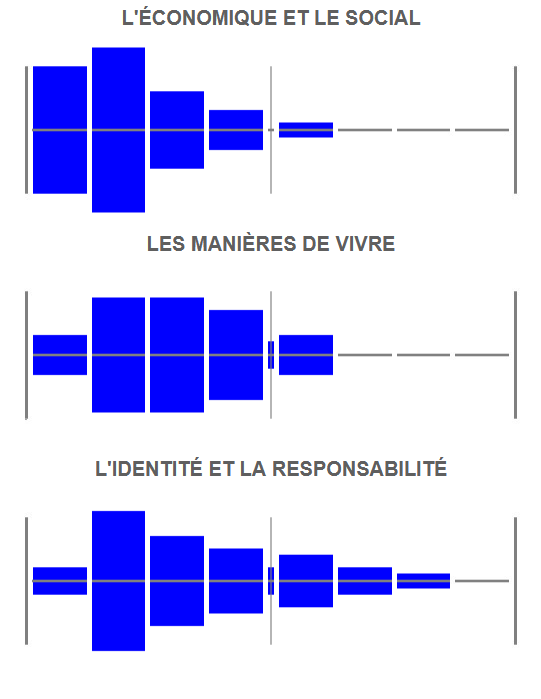 L'ÉCONOMIQUE ET LE SOCIAL
LES MANIÈRES DE VIVRE
L'IDENTITÉ ET LA RESPONSABILITÉ